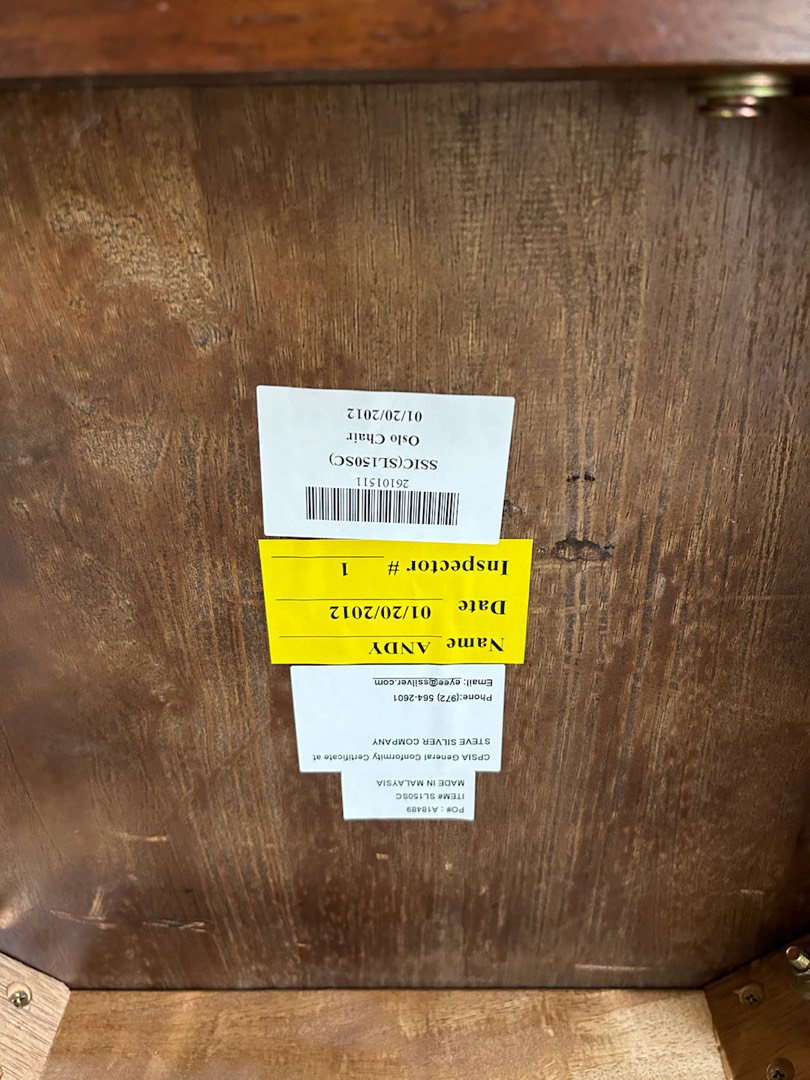 PO# : A18489
ITEM# SL150SC
MADE IN MALAYSIA
CPSIA General Conformity Certificate at
STEVE SILVER COMPANY
Phone:(972) 564-2601
Email: eyee@ssilver.com
Name ANDY
Date 01/20/2012
Inspector # 1
26101511
SSIC(SL150SC)
Oslo Chair
01/20/2012